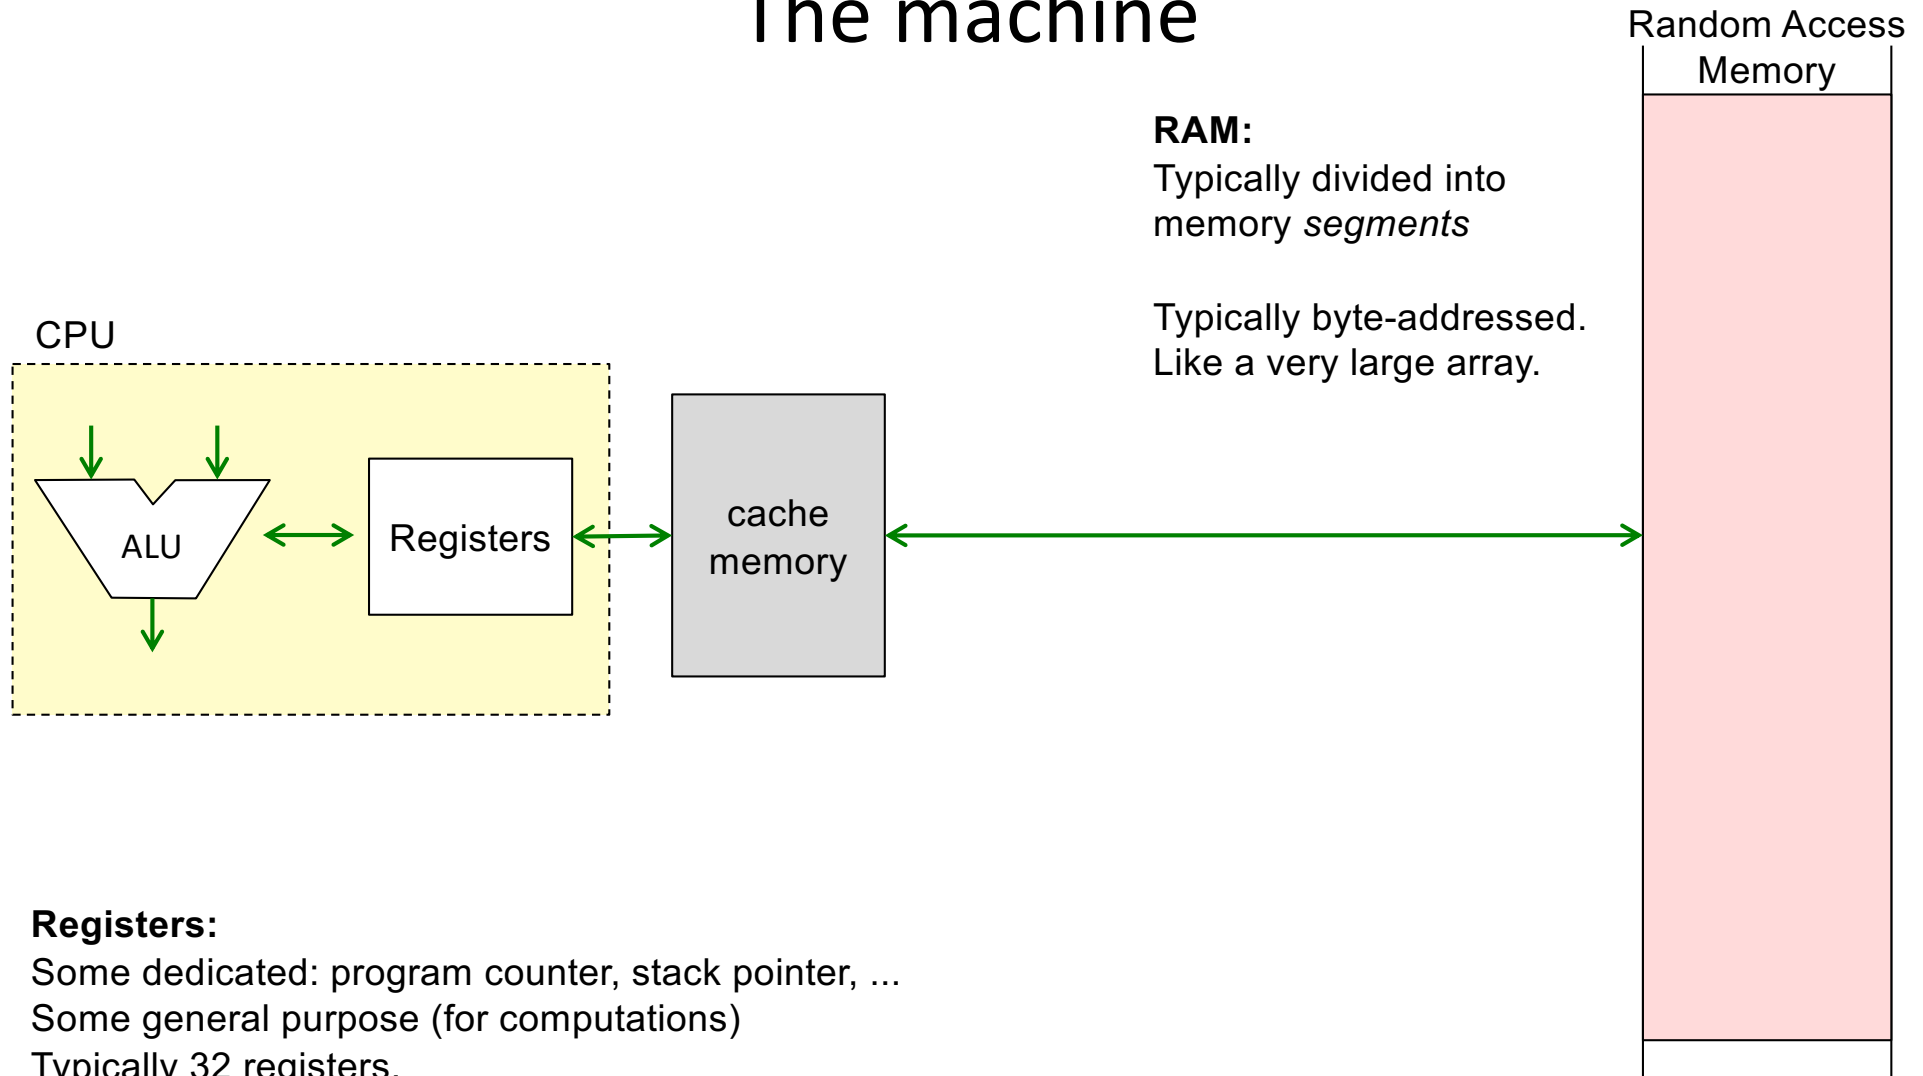 The machine
Random Access
Memory
RAM:
Typically divided into
memory segments
Typically byte-addressed.
Like a very large array.
CPU
ALU
Registers
cache
memory
Registers:
Some dedicated: program counter, stack pointer, ...
Some general purpose (for computations)
Typically 32 registers.